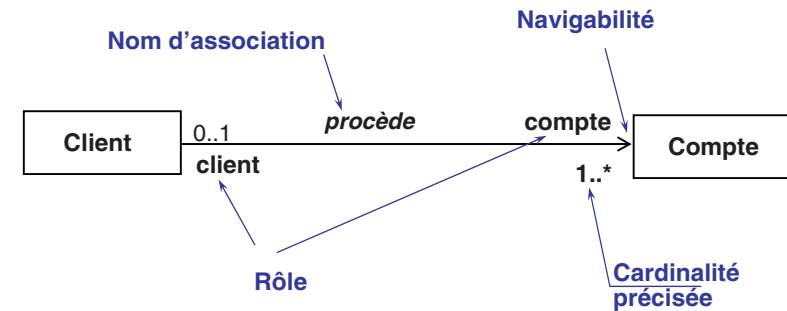 Navigabilité
Nom d'association
procède
compte
Client
0..1
Compte
client
1..*
Rôle
Cardinalité
précisée